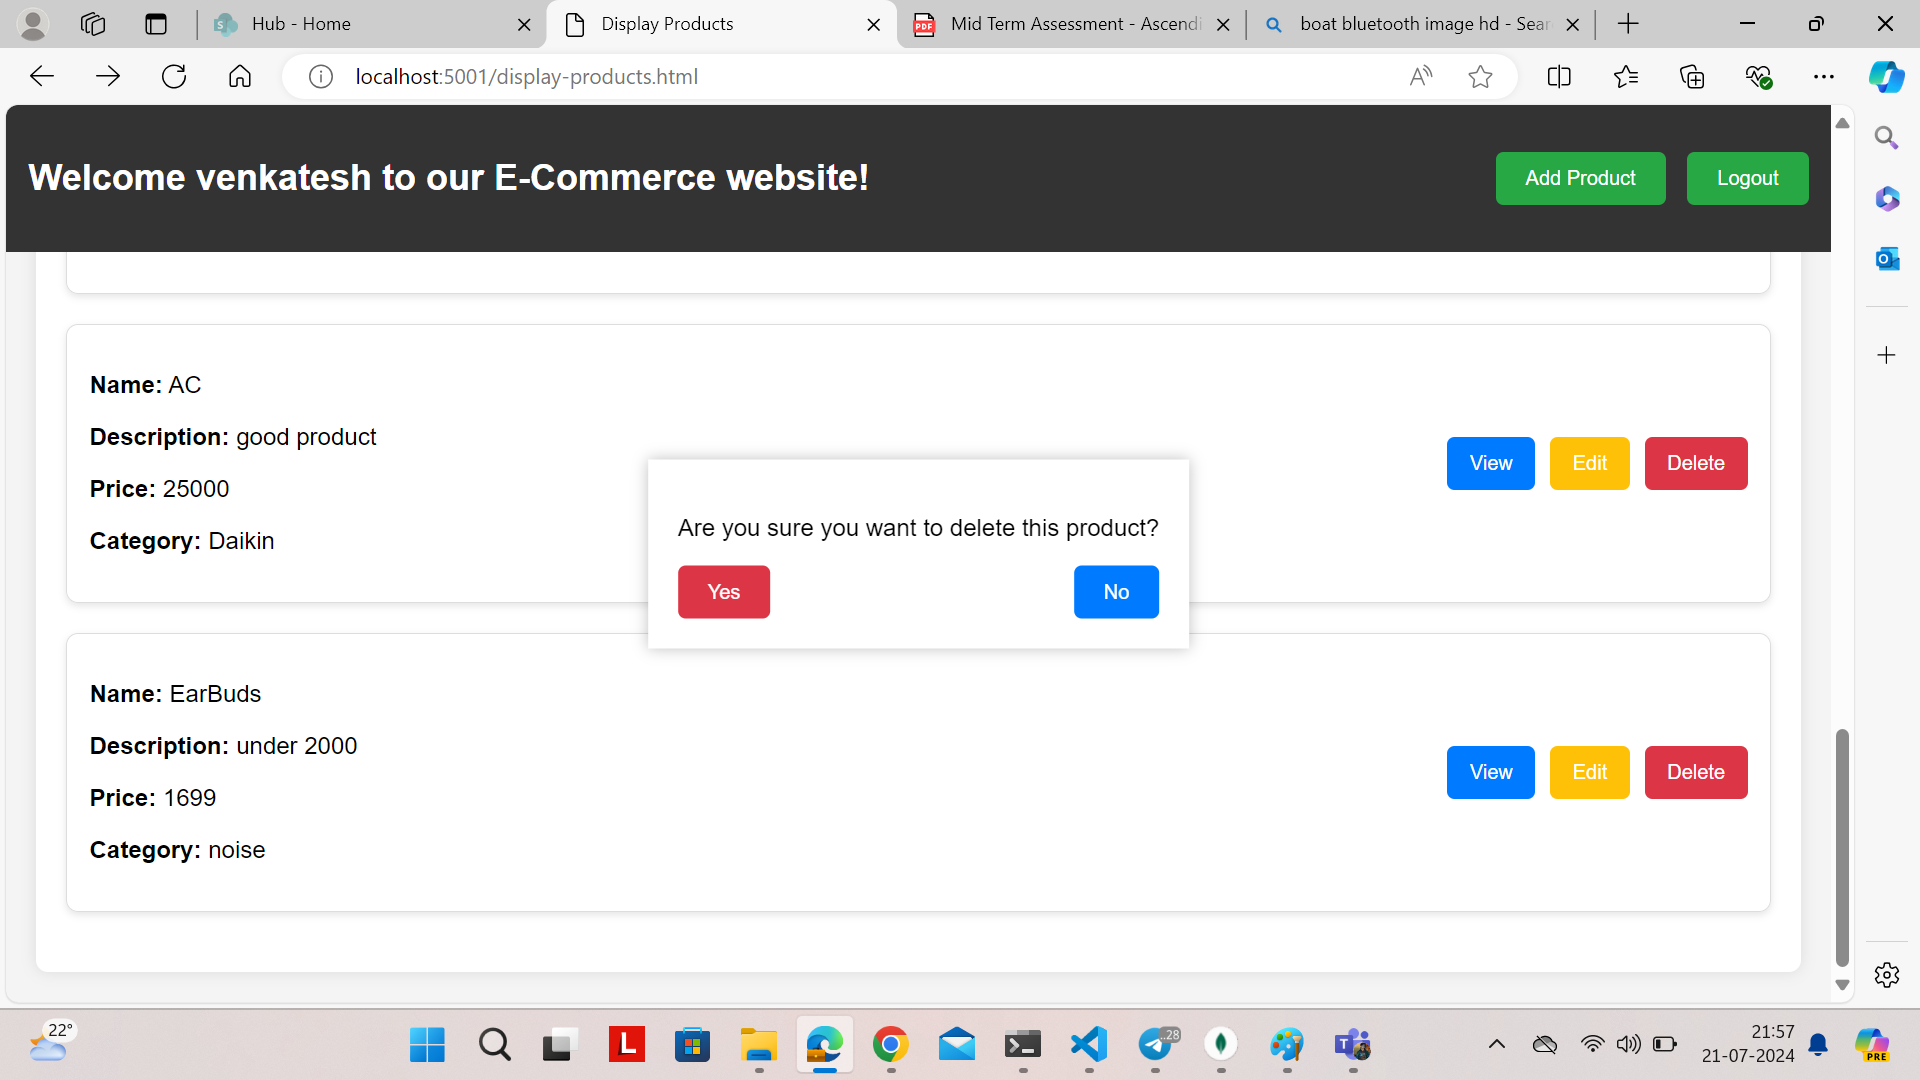 Hub - Home
Display Products
Mid Term Assessment - Ascendi
boat bluetooth image hd - Sear
localhost:5001/display-products.html
Welcome venkatesh to our E-Commerce website!
Add Product
Logout
Name: AC
Description: good product
Price: 25000
Category: Daikin
View
Edit
Delete
Are you sure you want to delete this product?
Yes
No
Name: EarBuds
Description: under 2000
Price: 1699
Category: noise
View
Edit
Delete
22°
L
..28
21:57
21-07-2024
PRE